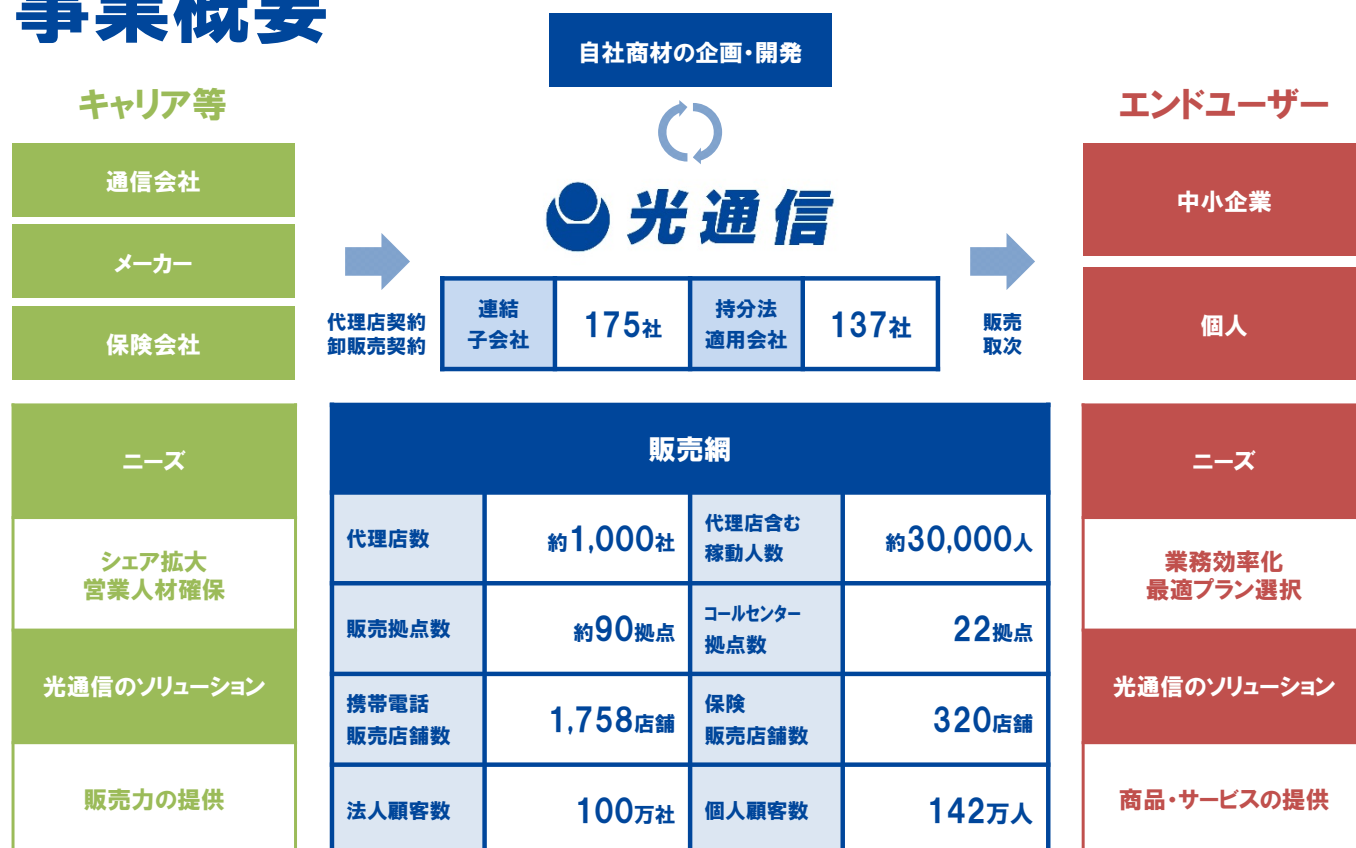 事業概要
自社商材の企画・開発
キャリア等
通信会社
メーカー
保険会社
代理店契約
卸販売契約
光通信
連結
子会社
175社
持分法
適用会社
137社
販売
取次
エンドユーザー
中小企業
個人
ニーズ
シェア拡大
営業人材確保
光通信のソリューション
販売力の提供
販売網
代理店数
約1,000社
代理店含む
稼動人数
約30,000人
販売拠点数
約90拠点
コールセンター
拠点数
22拠点
携帯電話
販売店舗数
1,758店舗
保険
販売店舗数
320店舗
法人顧客数
100万社
個人顧客数
142万人
ニーズ
業務効率化
最適プラン選択
光通信のソリューション
商品・サービスの提供